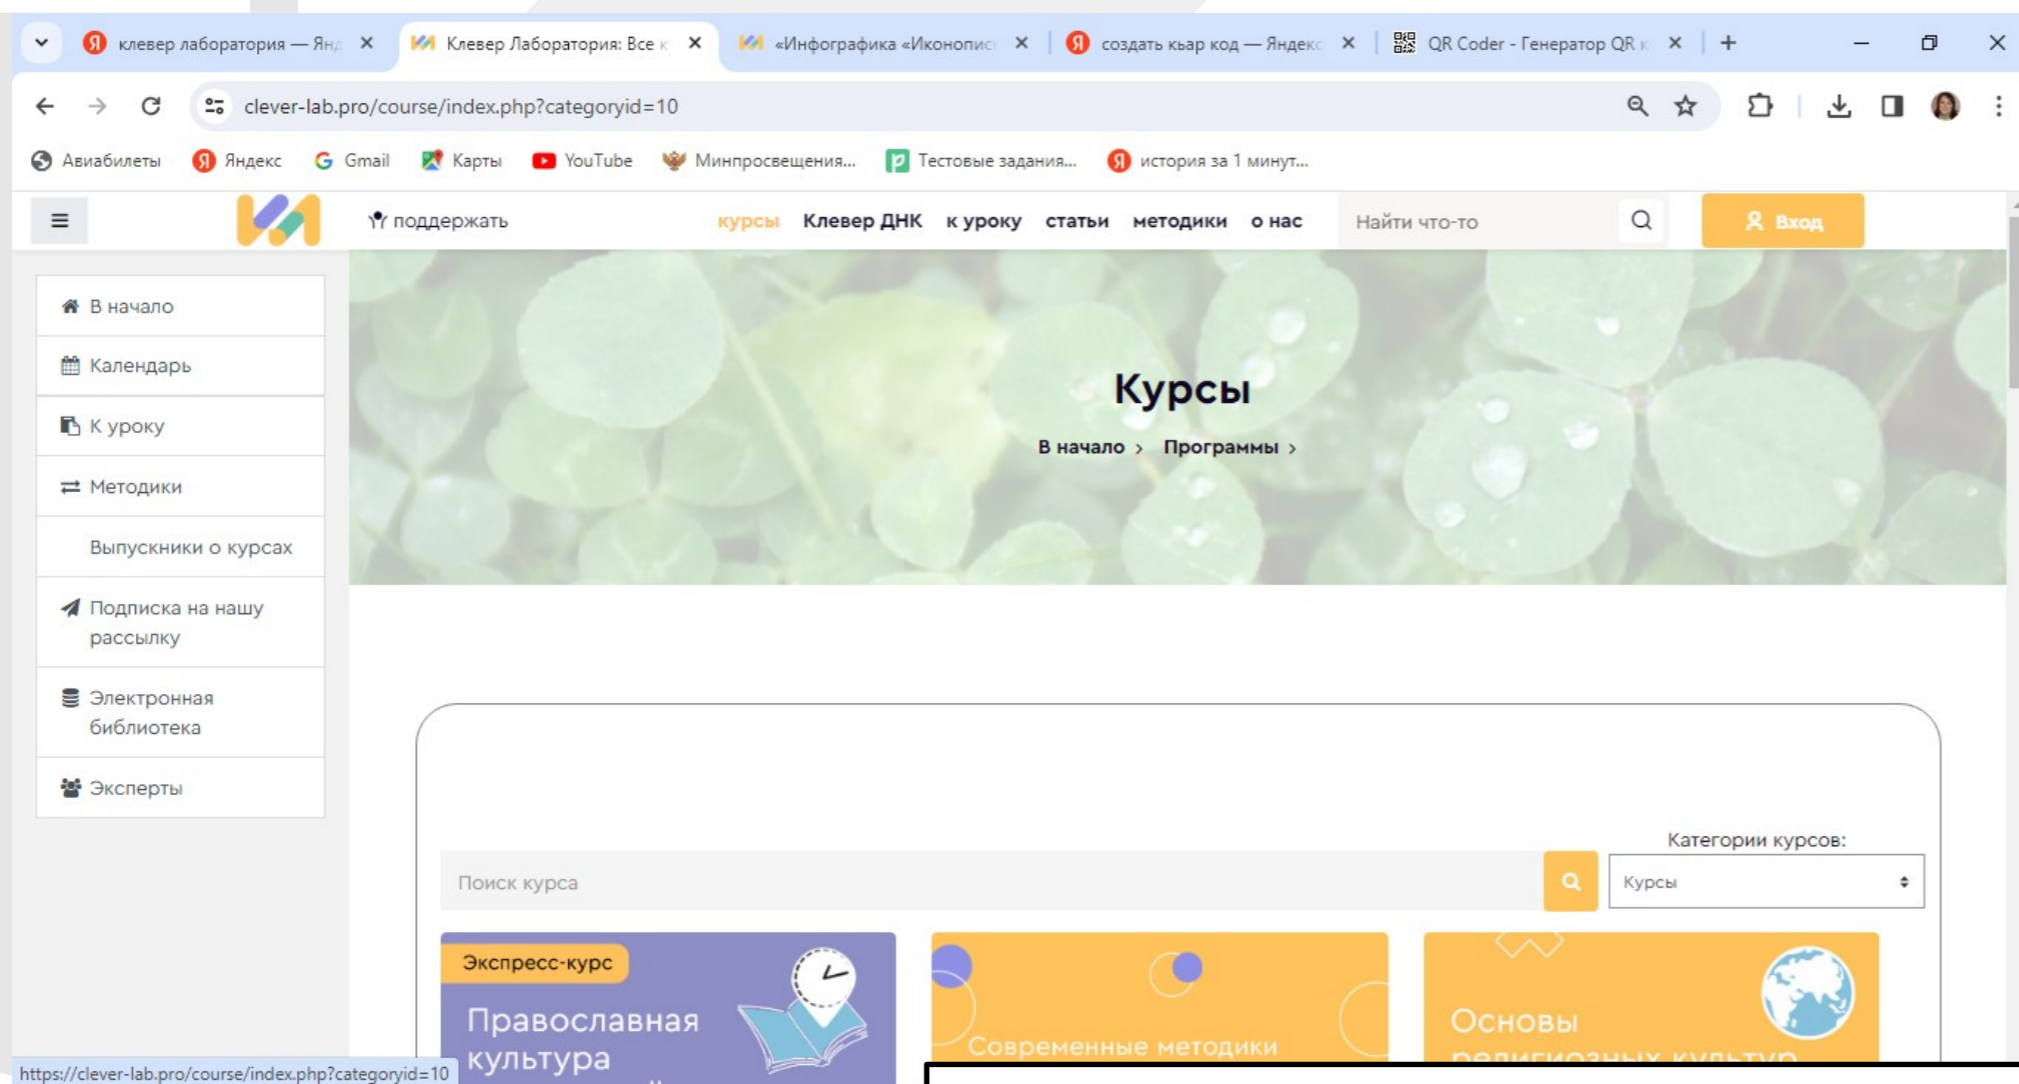 клевер лаборатория — Янд
Клевер Лаборатория: Все к
«Инфографика «Иконопис
создать кьар код — Яндекс
QR Coder - Генератор QR к
clever-lab.pro/course/index.php?categoryid=10
Авиабилеты
Яндекс
Gmail
Карты
YouTube
Минпросвещения...
Тестовые задания...
история за 1 минут...
поддержать
курсы
Клевер ДНК
к уроку
статьи
методики
о нас
Найти что-то
Вход
В начало
Календарь
К уроку
Методики
Выпускники о курсах
Подписка на нашу
рассылку
Электронная
библиотека
Эксперты
Курсы
В начало › Программы ›
Категории курсов:
Поиск курса
Курсы
Экспресс-курс
Православная
культура
Современные методики
Основы
религиозных культур
https://clever-lab.pro/course/index.php?categoryid=10